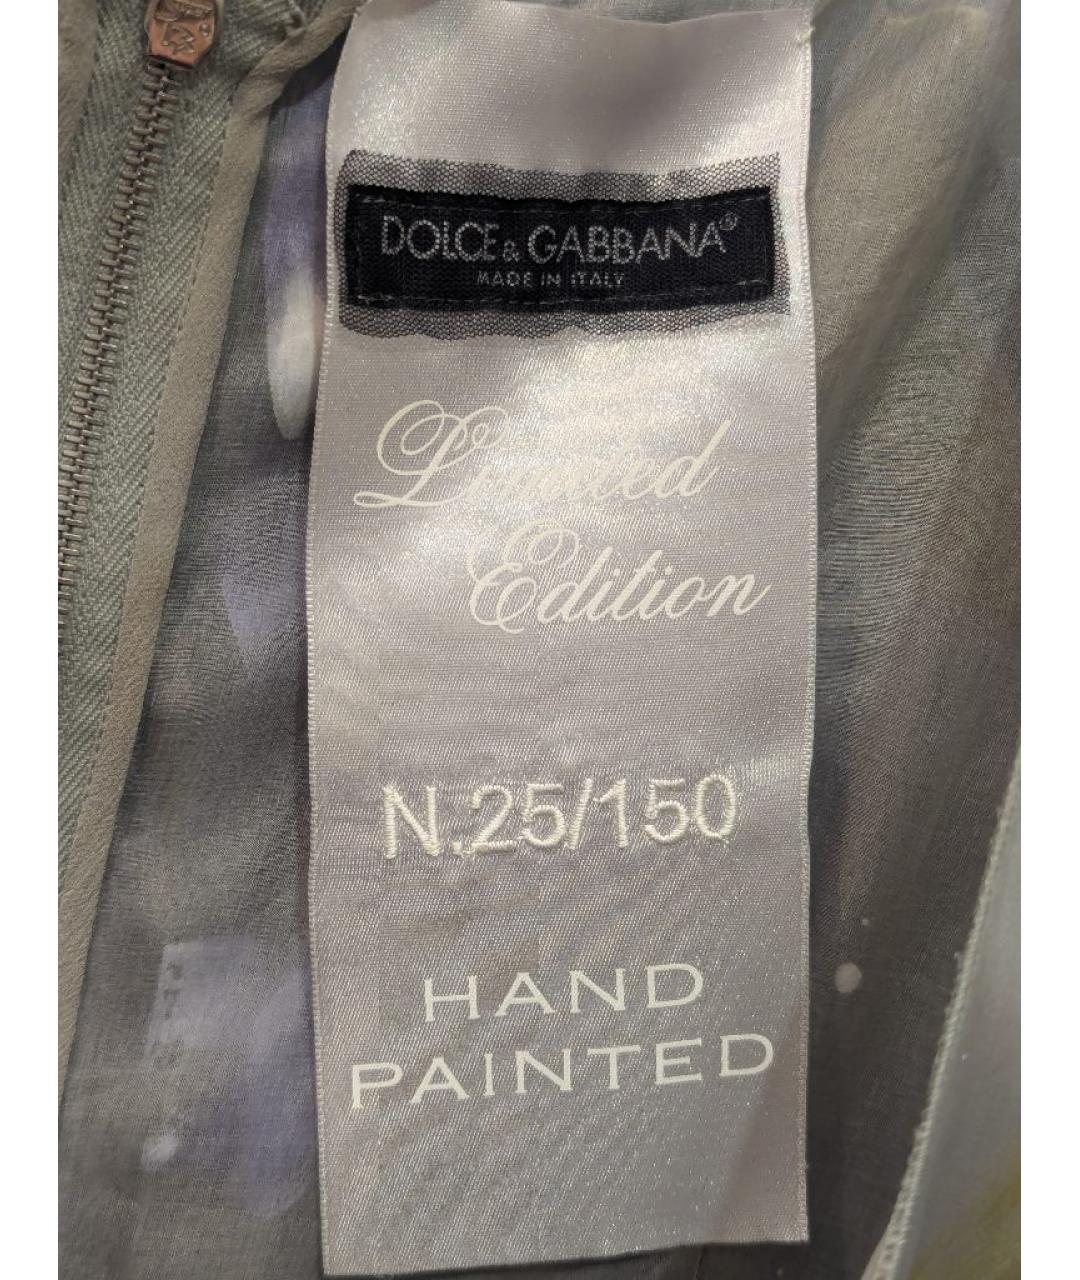 DOLCE & GABBANA®
MADE IN ITALY
Limited
Edition
N.25/150
HAND
PAINTED